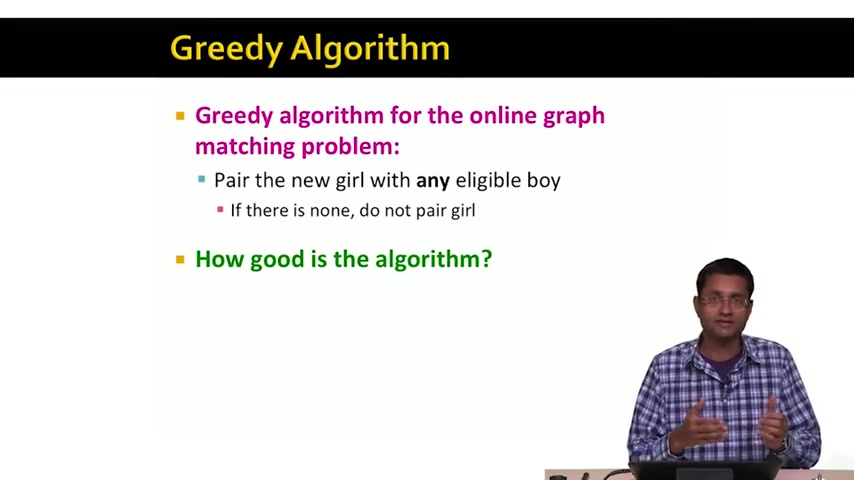 Greedy Algorithm
Greedy algorithm for the online graph
matching problem:
Pair the new girl with any eligible boy
If there is none, do not pair girl
How good is the algorithm?